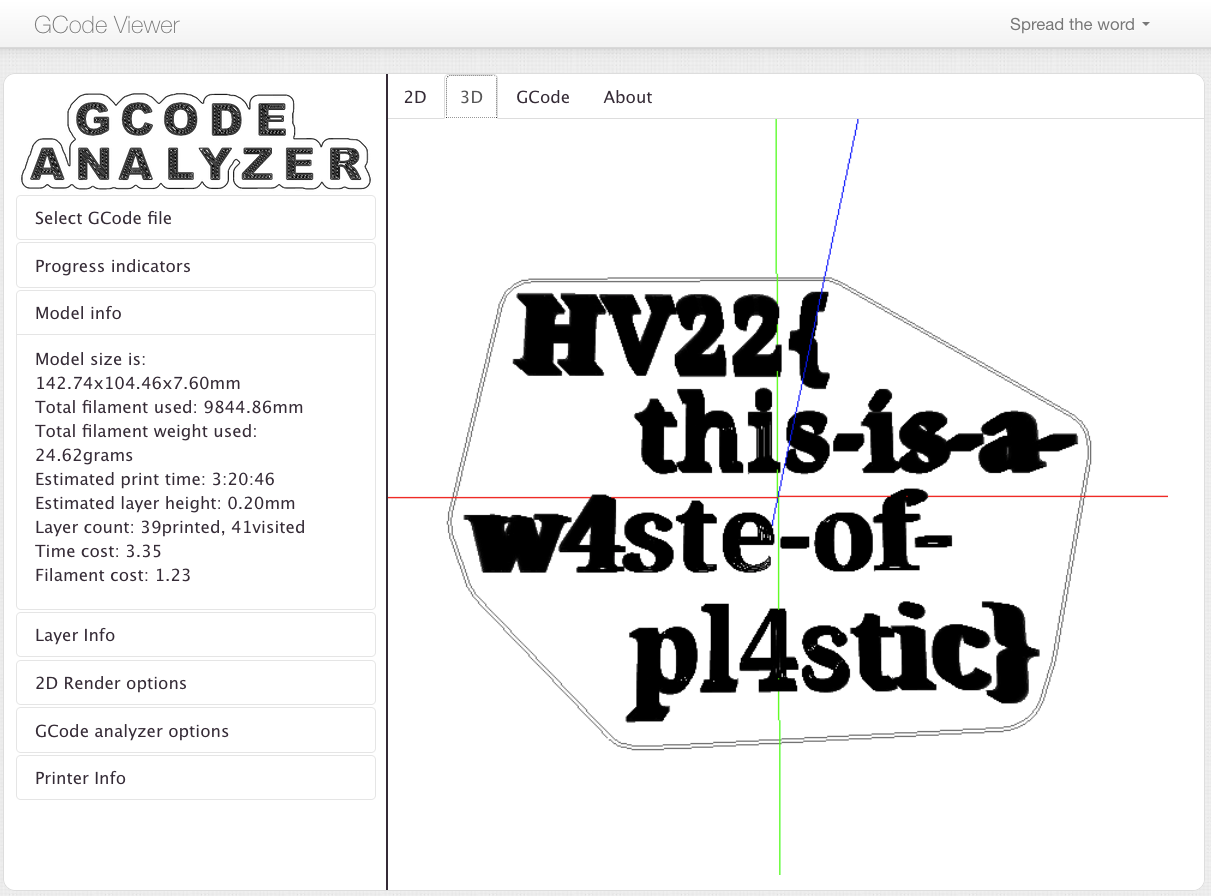 GCode Viewer
Spread the word
GCODE
ANALYZER
2D
3D
GCode
About
Select GCode file
Progress indicators
Model info
Model size is:
142.74x104.46x7.60mm
Total filament used: 9844.86mm
Total filament weight used:
24.62grams
Estimated print time: 3:20:46
Estimated layer height: 0.20mm
Layer count: 39printed, 41visited
Time cost: 3.35
Filament cost: 1.23
Layer Info
2D Render options
GCode analyzer options
Printer Info
HV22{
this-is-a-
w4ste-of-
pl4stic}